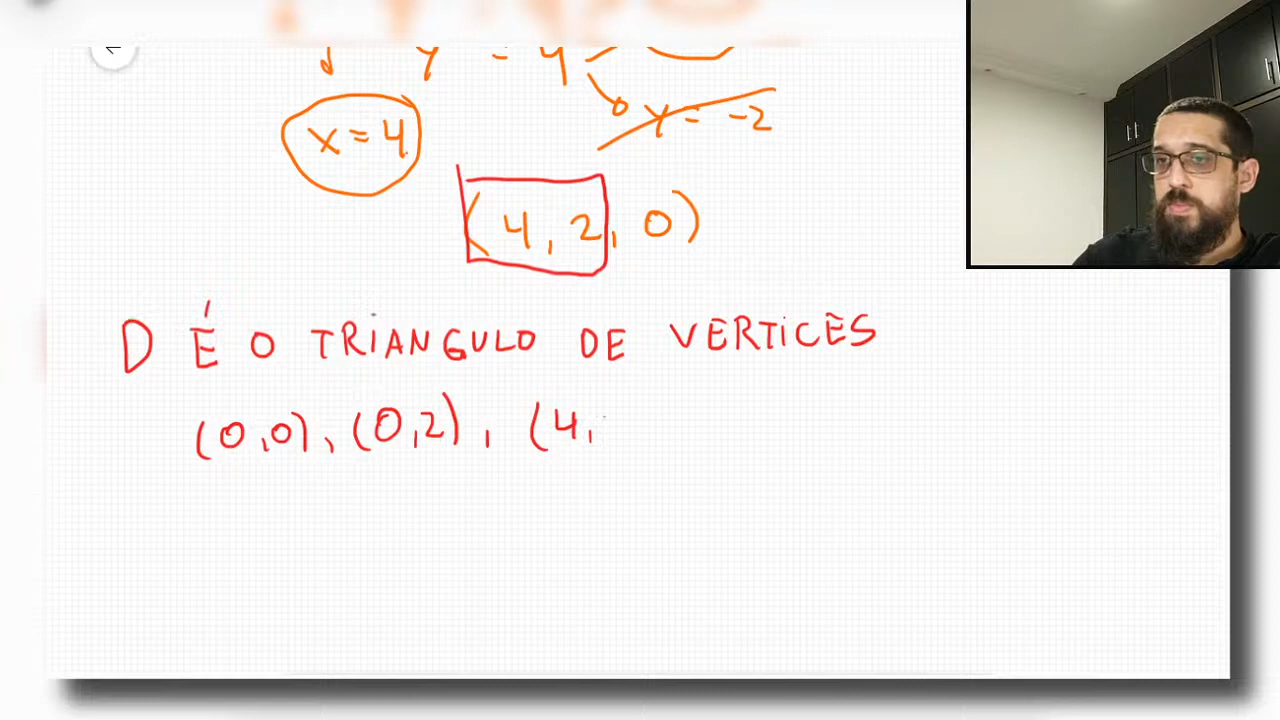 y = 4
x = 4
y = -2
(4, 2, 0)
D É O TRIANGULO DE VERTICES
(0,0), (0,2), (4,